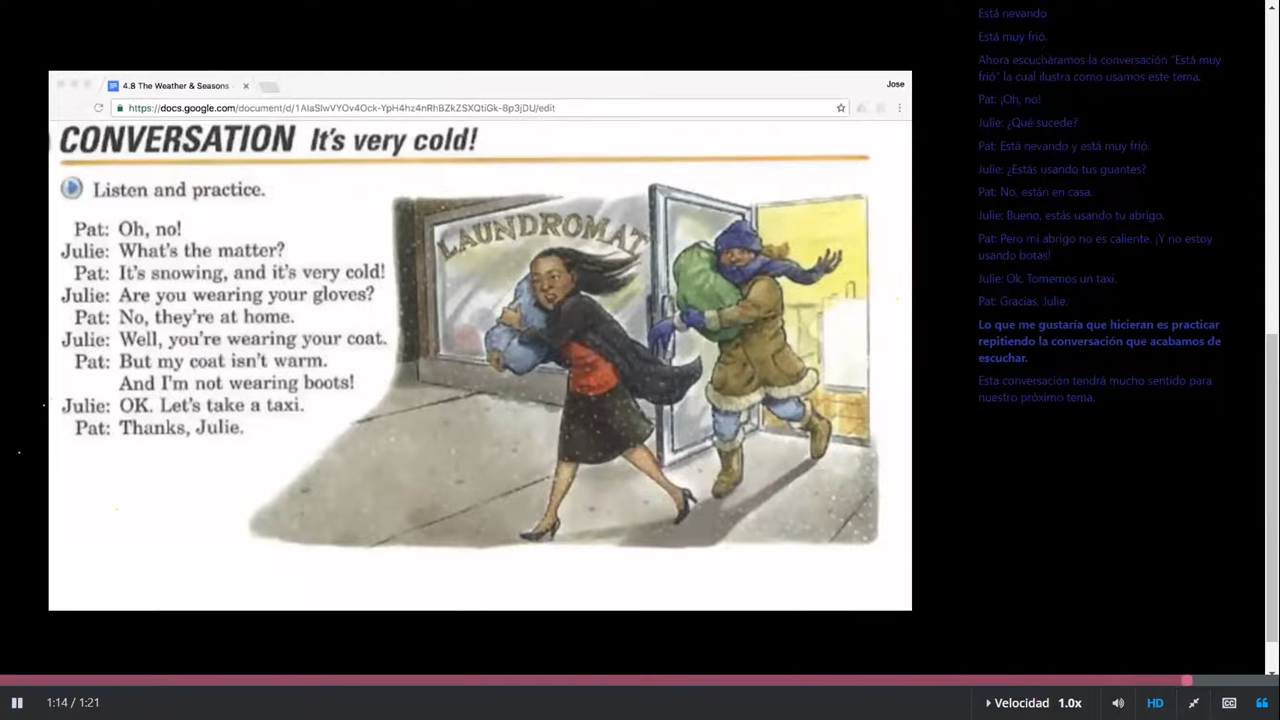 4.8 The Weather & Seasons
Jose
https://docs.google.com/document/d/1AIaSlwVYOv4Ock-YpH4hz4nRhBZkZSXQtiGk-8p3jDU/edit
CONVERSATION It's very cold!
Listen and practice.
Pat: Oh, no!
Julie: What's the matter?
Pat: It's snowing, and it's very cold!
Julie: Are you wearing your gloves?
Pat: No, they're at home.
Julie: Well, you're wearing your coat.
Pat: But my coat isn't warm.
And I'm not wearing boots!
Julie: OK. Let's take a taxi.
Pat: Thanks, Julie.
LAUNDROMAT
Está nevando
Está muy frió.
Ahora escucháramos la conversación “Está muy
frió” la cual ilustra como usamos este tema.
Pat: ¡Oh, no!
Julie: ¿Qué sucede?
Pat: Está nevando y está muy frió.
Julie: ¿Estás usando tus guantes?
Pat: No, están en casa.
Julie: Bueno, estás usando tu abrigo.
Pat: Pero mi abrigo no es caliente. ¡Y no estoy
usando botas!
Julie: Ok. Tomemos un taxi.
Pat: Gracias, Julie.
Lo que me gustaría que hicieran es practicar
repitiendo la conversación que acabamos de
escuchar.
Esta conversación tendrá mucho sentido para
nuestro próximo tema.
1:14 / 1:21
Velocidad 1.0x
HD
CC